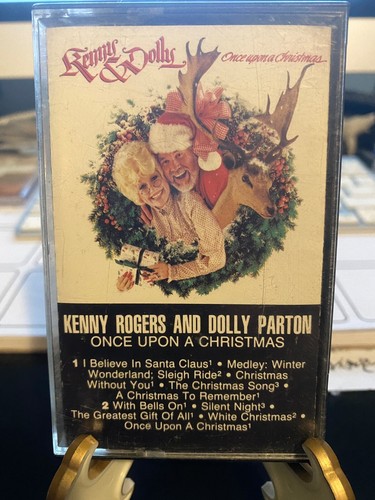 Kenny & Dolly
Once upon a Christmas
KENNY ROGERS AND DOLLY PARTON
ONCE UPON A CHRISTMAS
1 I Believe In Santa Claus¹ • Medley: Winter
Wonderland; Sleigh Ride² • Christmas
Without You¹ • The Christmas Song³ •
A Christmas To Remember¹
2 With Bells On¹ • Silent Night³ •
The Greatest Gift Of All¹ • White Christmas² •
Once Upon A Christmas¹